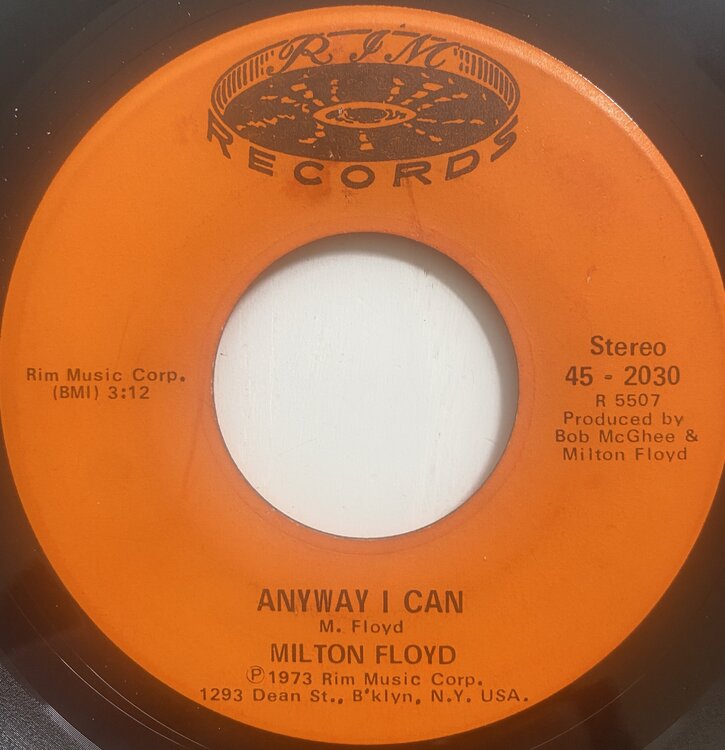 RIM
RECORDS
Rim Music Corp.
(BMI) 3:12
Stereo
45 - 2030
R 5507
Produced by
Bob McGhee &
Milton Floyd
ANYWAY I CAN
M. Floyd
MILTON FLOYD
Ⓟ1973 Rim Music Corp.
1293 Dean St., B'klyn, N.Y. USA.